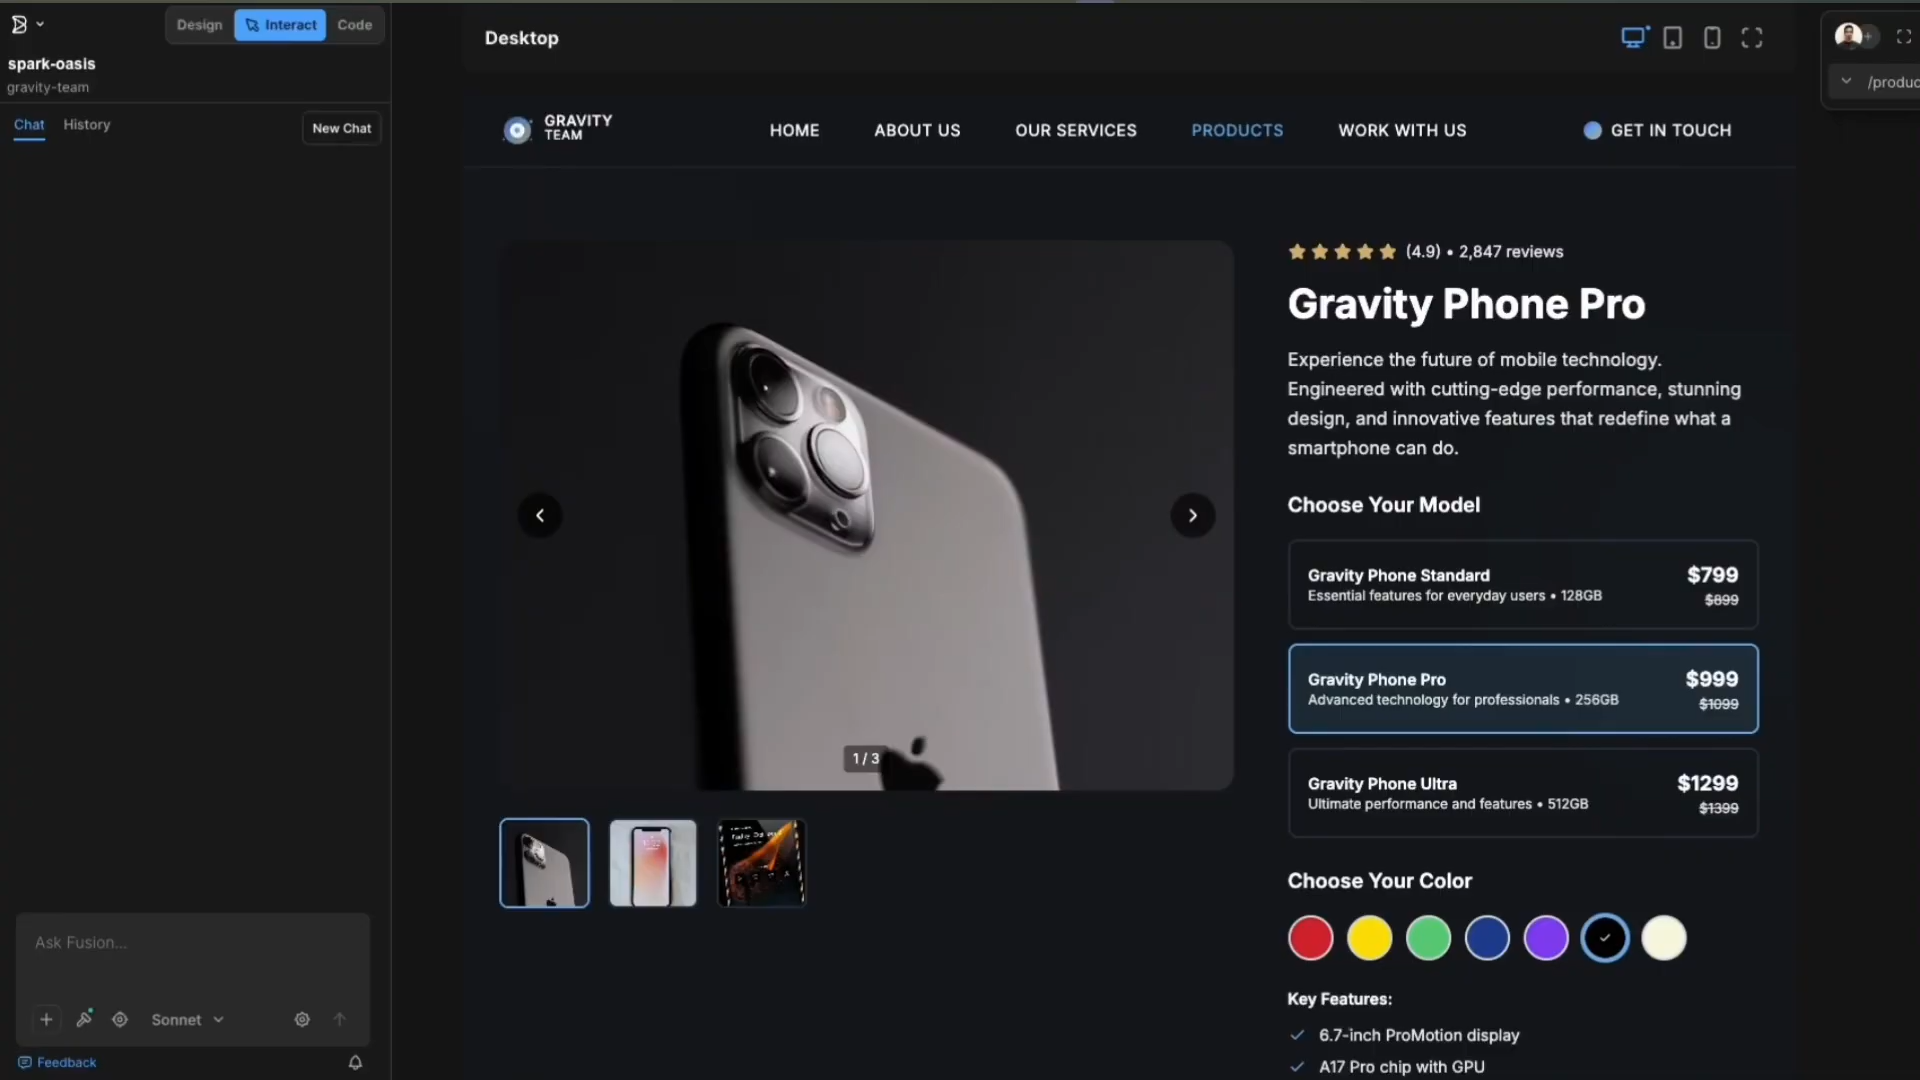 Design
Interact
Code
spark-oasis
gravity-team
Chat
History
New Chat
Ask Fusion...
Sonnet
Feedback
Desktop
/produc
GRAVITY
TEAM
HOME
ABOUT US
OUR SERVICES
PRODUCTS
WORK WITH US
GET IN TOUCH
1 / 3
(4.9) • 2,847 reviews
Gravity Phone Pro
Experience the future of mobile technology.
Engineered with cutting-edge performance, stunning
design, and innovative features that redefine what a
smartphone can do.
Choose Your Model
Gravity Phone Standard
$799
Essential features for everyday users • 128GB
$899
Gravity Phone Pro
$999
Advanced technology for professionals • 256GB
$1099
Gravity Phone Ultra
$1299
Ultimate performance and features • 512GB
$1399
Choose Your Color
Key Features:
6.7-inch ProMotion display
A17 Pro chip with GPU